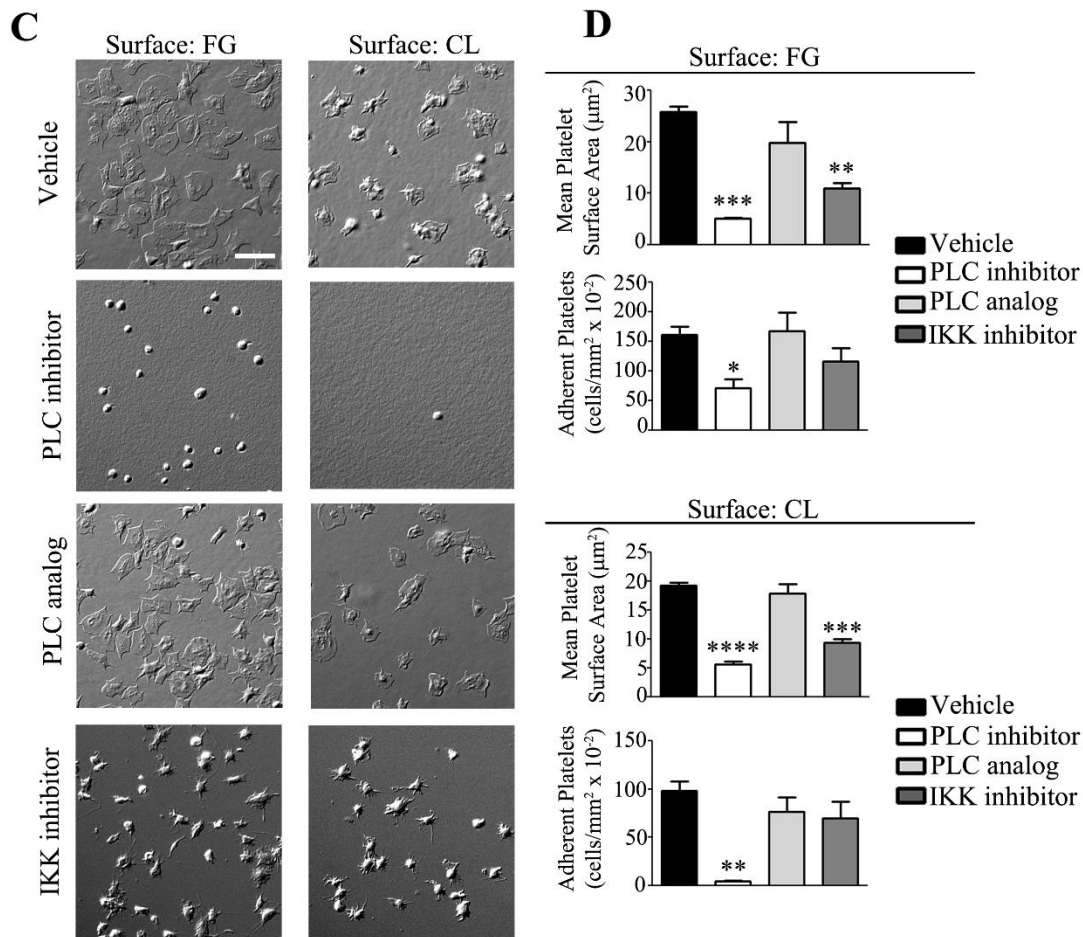 C
Surface: FG
Surface: CL
Vehicle
PLC inhibitor
PLC analog
IKK inhibitor
D
Surface: FG
Mean Platelet
Surface Area (µm²)
30
20
10
0
***
**
Adherent Platelets
(cells/mm² x 10⁻²)
250
200
150
100
50
0
*
Vehicle
PLC inhibitor
PLC analog
IKK inhibitor
Surface: CL
Mean Platelet
Surface Area (µm²)
25
20
15
10
5
0
****
***
Adherent Platelets
(cells/mm² x 10⁻²)
150
100
50
0
**
Vehicle
PLC inhibitor
PLC analog
IKK inhibitor